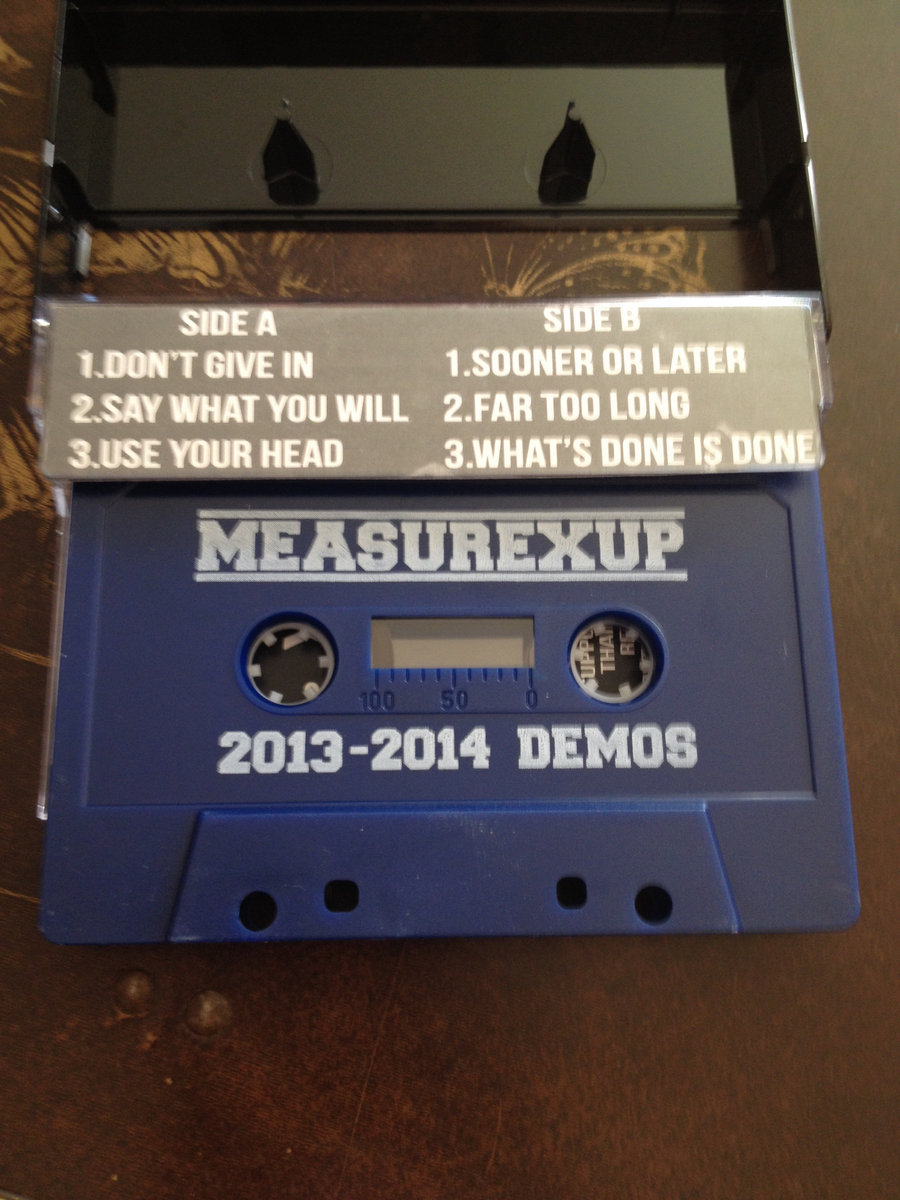 SIDE A
1.DON'T GIVE IN
2.SAY WHAT YOU WILL
3.USE YOUR HEAD
SIDE B
1.SOONER OR LATER
2.FAR TOO LONG
3.WHAT'S DONE IS DONE
MEASUREXUP
100 50 0
2013-2014 DEMOS